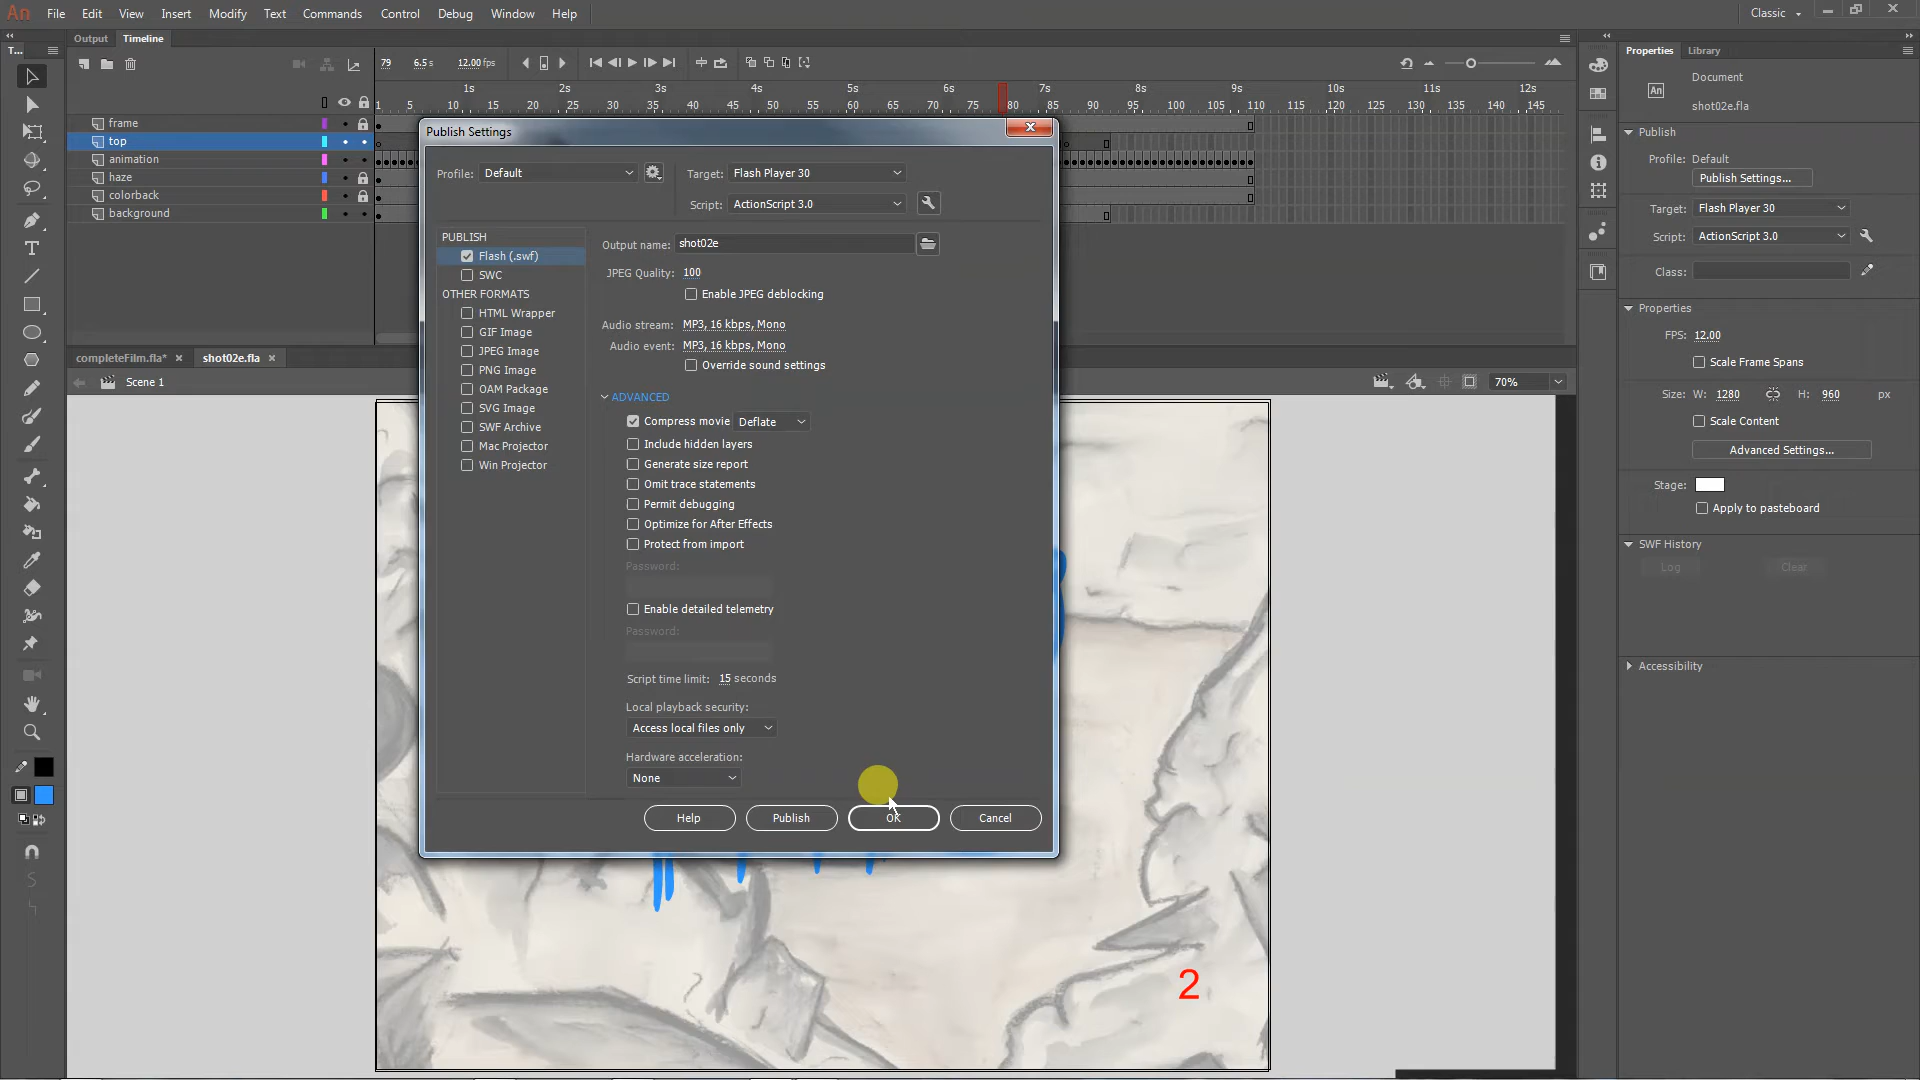 An File Edit View Insert Modify Text Commands Control Debug Window Help Classic
Output Timeline
T...
79 6.5 s 12.00 fps
1s 2s 3s 4s 5s 6s 7s 8s 9s 10s 11s 12s
1 5 10 15 20 25 30 35 40 45 50 55 60 65 70 75 80 85 90 95 100 105 110 115 120 125 130 135 140 145
frame
top
animation
haze
colorback
background
completeFilm.fla* × shot02e.fla ×
Scene 1
70%
Publish Settings
Profile: Default
Target: Flash Player 30
Script: ActionScript 3.0
PUBLISH
Flash (.swf)
SWC
OTHER FORMATS
HTML Wrapper
GIF Image
JPEG Image
PNG Image
OAM Package
SVG Image
SWF Archive
Mac Projector
Win Projector
Output name: shot02e
JPEG Quality: 100
Enable JPEG deblocking
Audio stream: MP3, 16 kbps, Mono
Audio event: MP3, 16 kbps, Mono
Override sound settings
ADVANCED
Compress movie Deflate
Include hidden layers
Generate size report
Omit trace statements
Permit debugging
Optimize for After Effects
Protect from import
Password:
Enable detailed telemetry
Password:
Script time limit: 15 seconds
Local playback security:
Access local files only
Hardware acceleration:
None
Help Publish OK Cancel
2
Properties Library
Document
An
shot02e.fla
Publish
Profile: Default
Publish Settings...
Target: Flash Player 30
Script: ActionScript 3.0
Class:
Properties
FPS: 12.00
Scale Frame Spans
Size: W: 1280 H: 960 px
Scale Content
Advanced Settings...
Stage:
Apply to pasteboard
SWF History
Log Clear
Accessibility